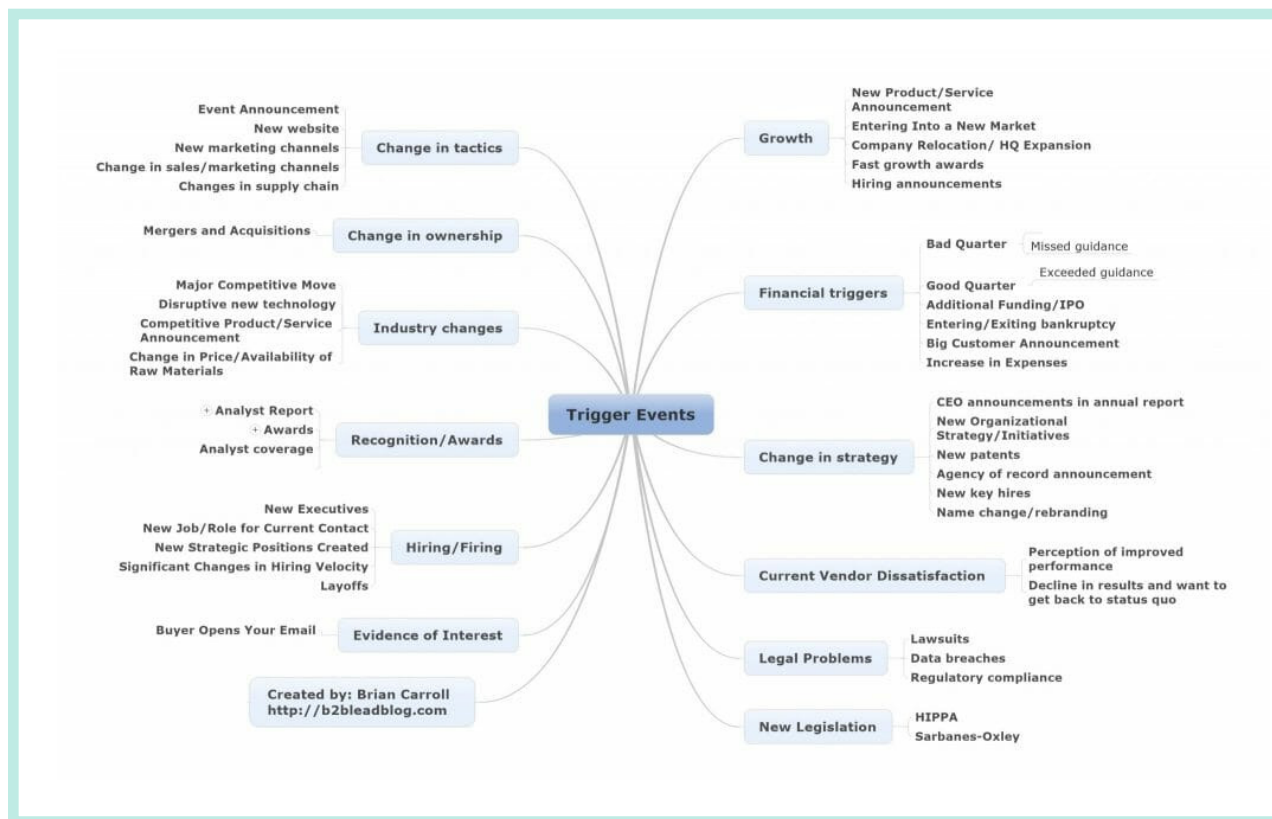 Trigger Events
Change in tactics
Event Announcement
New website
New marketing channels
Change in sales/marketing channels
Changes in supply chain
Change in ownership
Mergers and Acquisitions
Industry changes
Major Competitive Move
Disruptive new technology
Competitive Product/Service
Announcement
Change in Price/Availability of
Raw Materials
Recognition/Awards
Analyst Report
Awards
Analyst coverage
Hiring/Firing
New Executives
New Job/Role for Current Contact
New Strategic Positions Created
Significant Changes in Hiring Velocity
Layoffs
Evidence of Interest
Buyer Opens Your Email
Created by: Brian Carroll
http://b2bleadblog.com
Growth
New Product/Service
Announcement
Entering Into a New Market
Company Relocation/ HQ Expansion
Fast growth awards
Hiring announcements
Financial triggers
Bad Quarter
Missed guidance
Good Quarter
Exceeded guidance
Additional Funding/IPO
Entering/Exiting bankruptcy
Big Customer Announcement
Increase in Expenses
Change in strategy
CEO announcements in annual report
New Organizational
Strategy/Initiatives
New patents
Agency of record announcement
New key hires
Name change/rebranding
Current Vendor Dissatisfaction
Perception of improved
performance
Decline in results and want to
get back to status quo
Legal Problems
Lawsuits
Data breaches
Regulatory compliance
New Legislation
HIPPA
Sarbanes-Oxley